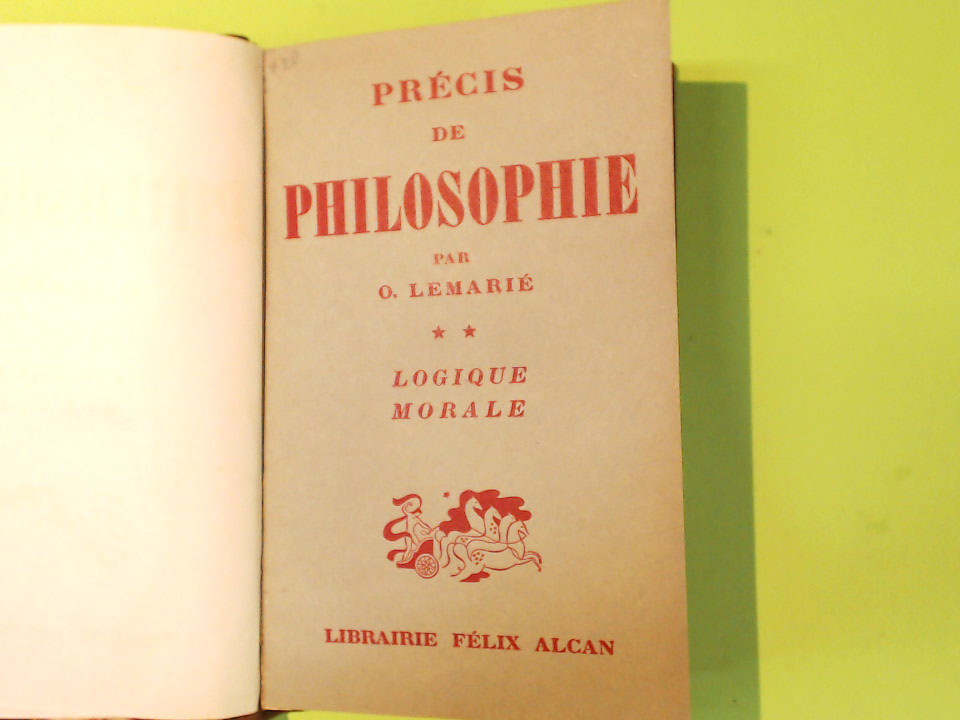 PRÉCIS
DE
PHILOSOPHIE
PAR
O. LEMARIÉ
★ ★
LOGIQUE
MORALE
LIBRAIRIE FÉLIX ALCAN